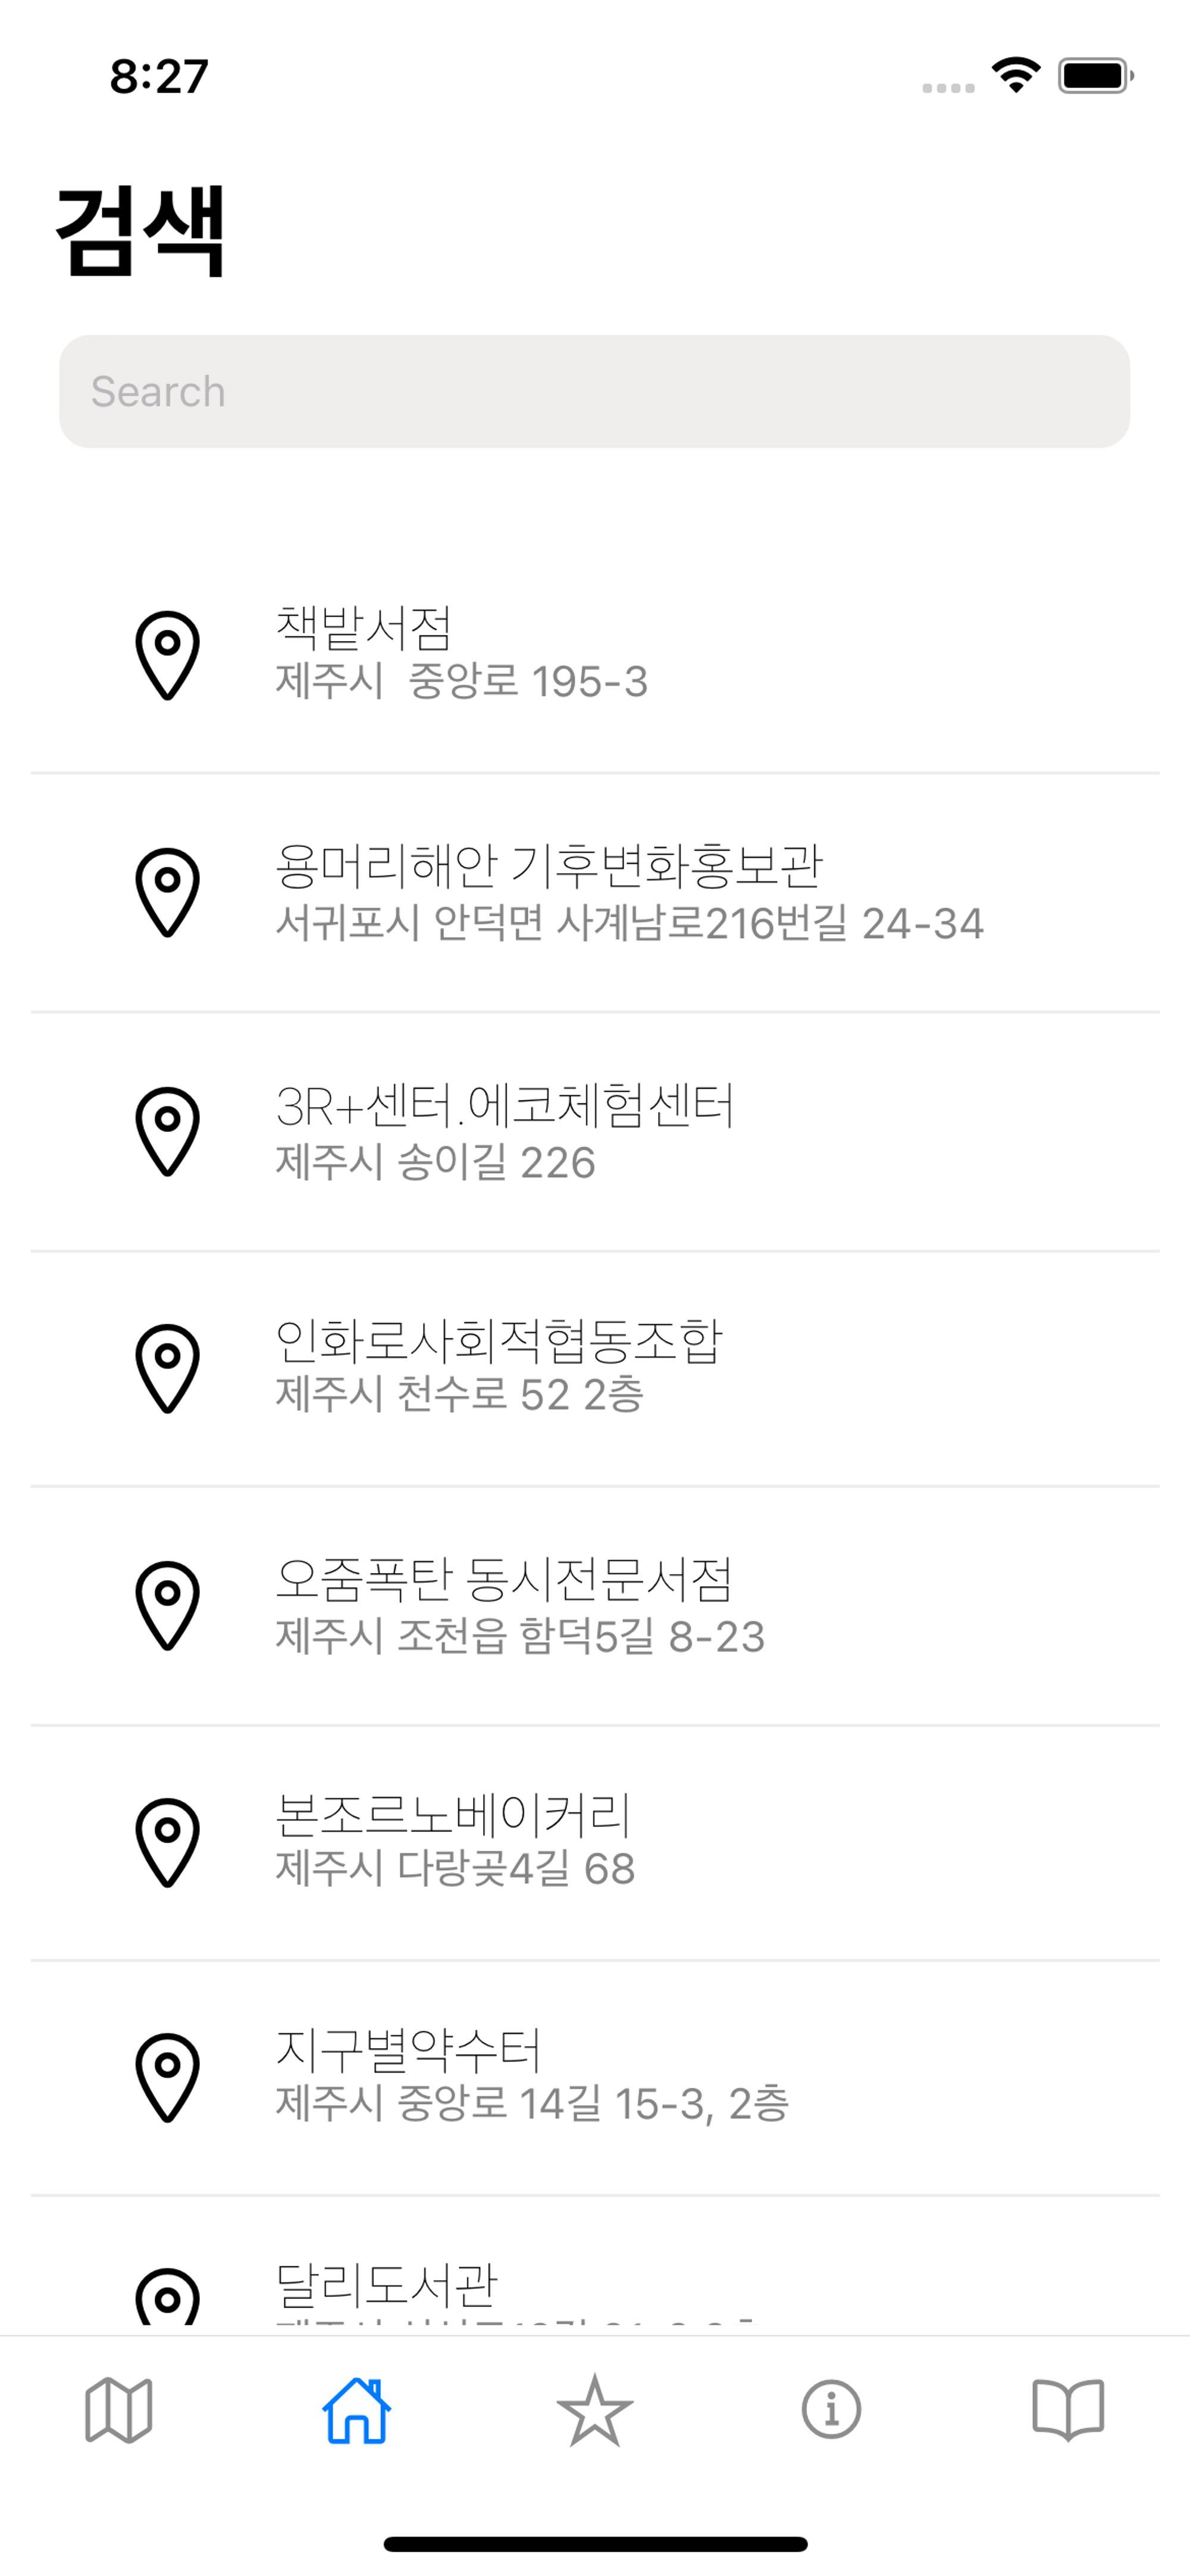 8:27
검색
Search
책밭서점
제주시  중앙로 195-3
용머리해안 기후변화홍보관
서귀포시 안덕면 사계남로216번길 24-34
3R+센터.에코체험센터
제주시 송이길 226
인화로사회적협동조합
제주시 천수로 52 2층
오줌폭탄 동시전문서점
제주시 조천읍 함덕5길 8-23
본조르노베이커리
제주시 다랑곶4길 68
지구별약수터
제주시 중앙로 14길 15-3, 2층
달리도서관